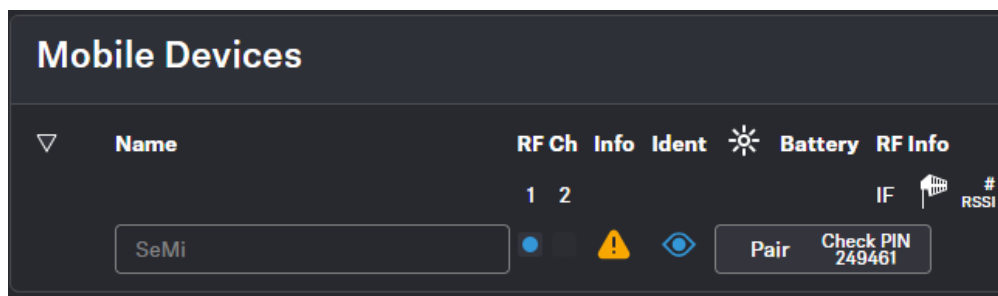 Mobile Devices
Name RF Ch Info Ident Battery RF Info
1 2 IF # RSSI
SeMi Pair Check PIN 249461